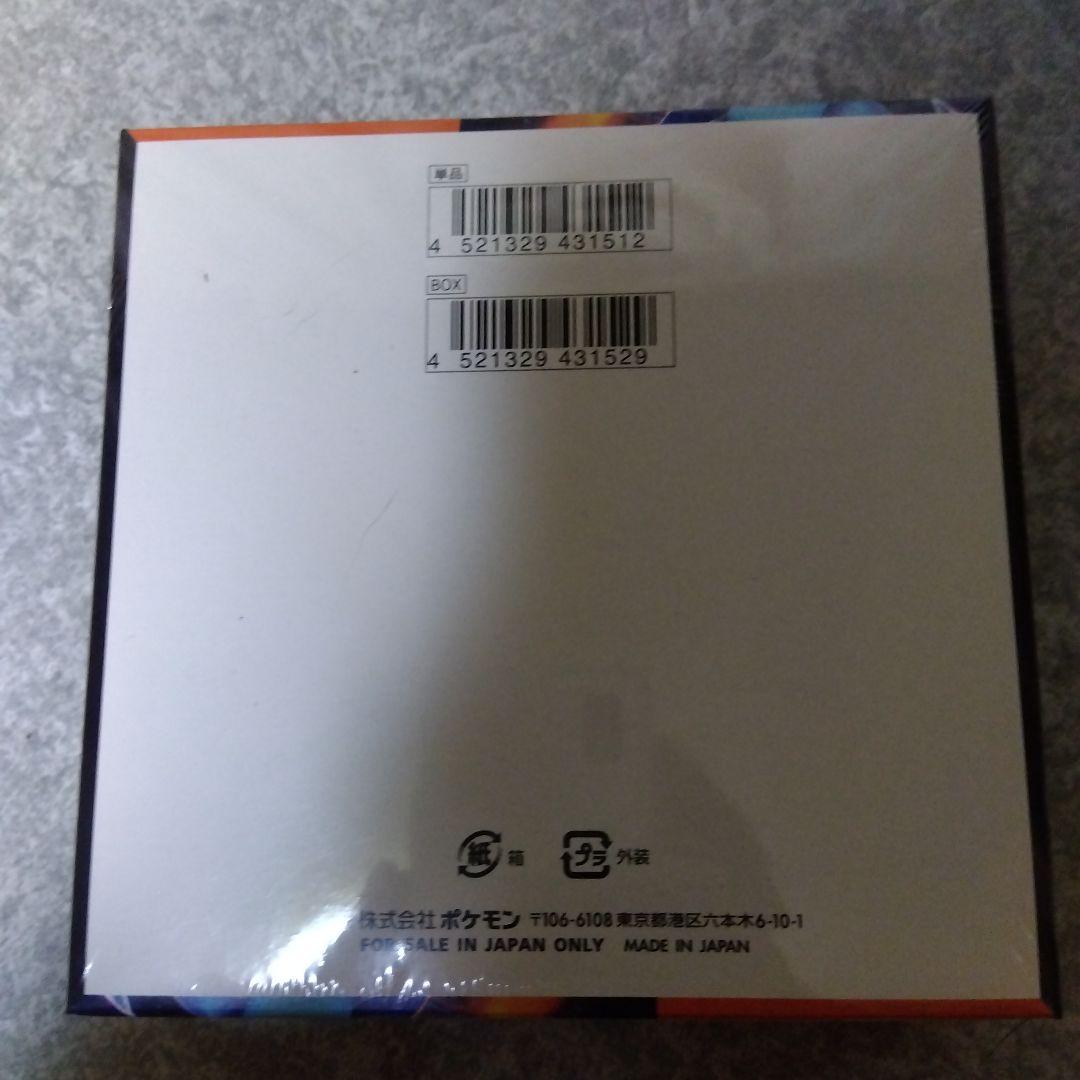 単品
4 521329 431512
BOX
4 521329 431529
紙 箱 プラ 外装
株式会社 ポケモン 〒106-6108 東京都港区六本木6-10-1
FOR SALE IN JAPAN ONLY MADE IN JAPAN